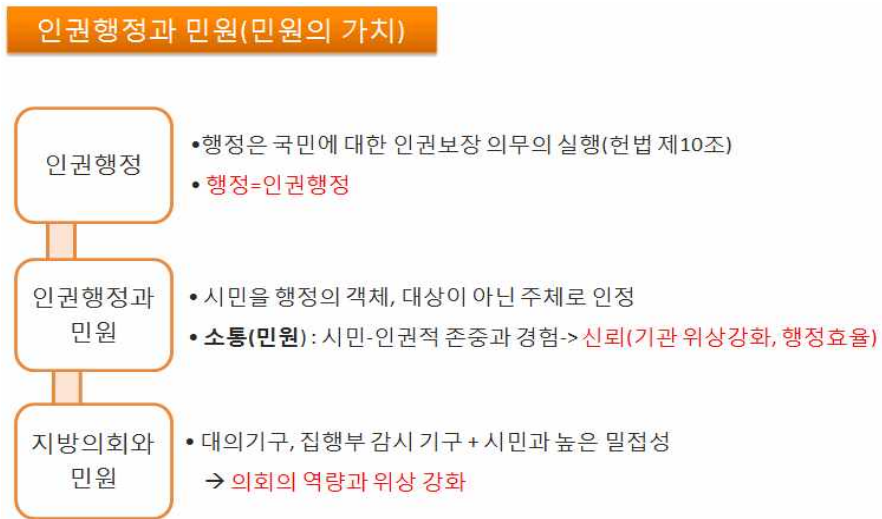 인권행정과 민원(민원의 가치)
인권행정
•행정은 국민에 대한 인권보장 의무의 실행(헌법 제10조)
• 행정=인권행정
인권행정과
민원
• 시민을 행정의 객체, 대상이 아닌 주체로 인정
• 소통(민원) : 시민-인권적 존중과 경험-> 신뢰(기관 위상강화, 행정효율)
지방의회와
민원
• 대의기구, 집행부 감시 기구 + 시민과 높은 밀접성
→ 의회의 역량과 위상 강화